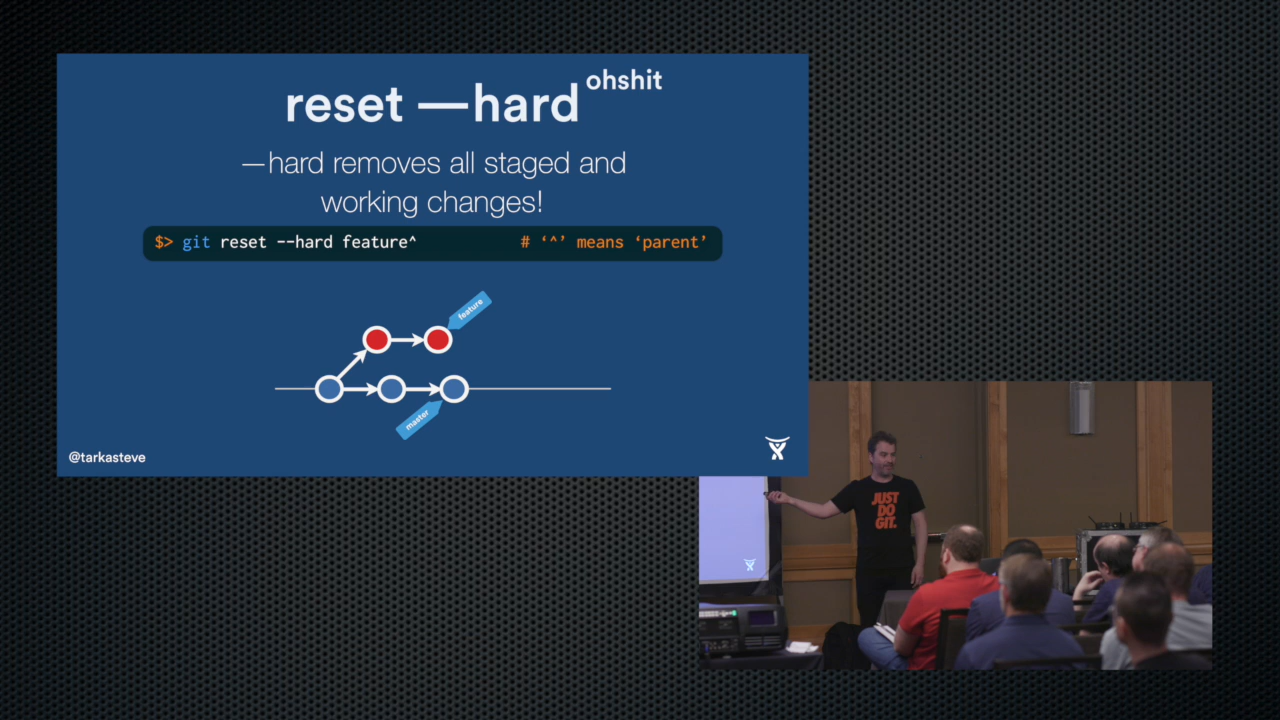 reset —hard ohshit
—hard removes all staged and
working changes!
$> git reset --hard feature^ # ‘^’ means ‘parent’
feature
master
@tarkasteve
JUST
DO
GIT.